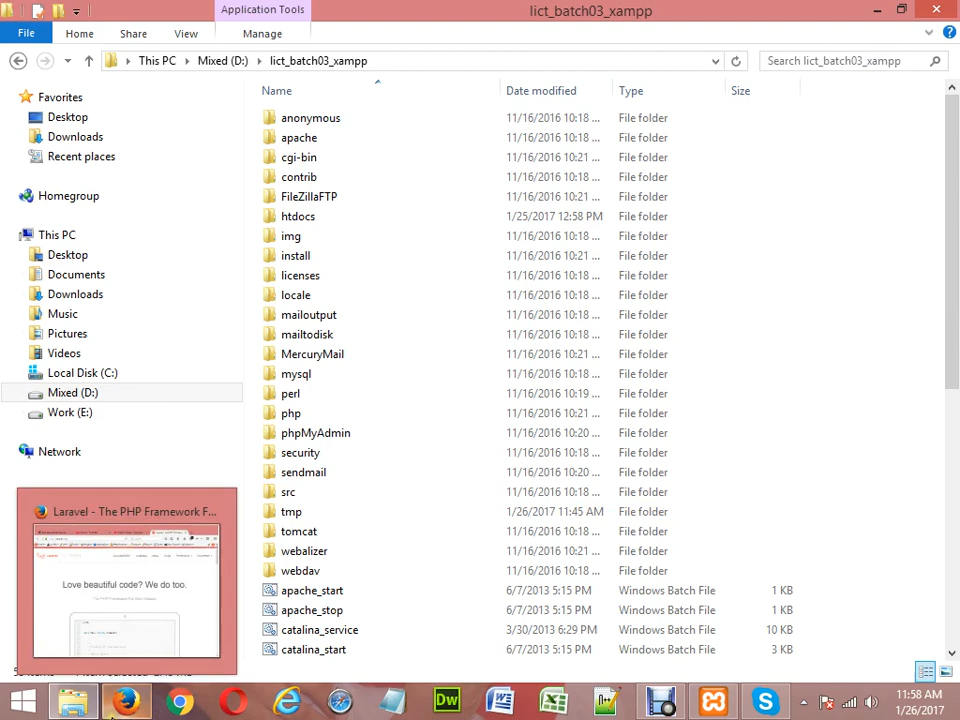 Application Tools
lict_batch03_xampp
File Home Share View Manage
This PC Mixed (D:) lict_batch03_xampp
Search lict_batch03_xampp
Favorites
Desktop
Downloads
Recent places
Homegroup
This PC
Desktop
Documents
Downloads
Music
Pictures
Videos
Local Disk (C:)
Mixed (D:)
Work (E:)
Network
Name Date modified Type Size
anonymous 11/16/2016 10:18 ... File folder
apache 11/16/2016 10:18 ... File folder
cgi-bin 11/16/2016 10:21 ... File folder
contrib 11/16/2016 10:18 ... File folder
FileZillaFTP 11/16/2016 10:21 ... File folder
htdocs 1/25/2017 12:58 PM File folder
img 11/16/2016 10:18 ... File folder
install 11/16/2016 10:21 ... File folder
licenses 11/16/2016 10:18 ... File folder
locale 11/16/2016 10:18 ... File folder
mailoutput 11/16/2016 10:18 ... File folder
mailtodisk 11/16/2016 10:18 ... File folder
MercuryMail 11/16/2016 10:21 ... File folder
mysql 11/16/2016 10:18 ... File folder
perl 11/16/2016 10:19 ... File folder
php 11/16/2016 10:21 ... File folder
phpMyAdmin 11/16/2016 10:20 ... File folder
security 11/16/2016 10:18 ... File folder
sendmail 11/16/2016 10:20 ... File folder
src 11/16/2016 10:18 ... File folder
tmp 1/26/2017 11:45 AM File folder
tomcat 11/16/2016 10:18 ... File folder
webalizer 11/16/2016 10:21 ... File folder
webdav 11/16/2016 10:18 ... File folder
apache_start 6/7/2013 5:15 PM Windows Batch File 1 KB
apache_stop 6/7/2013 5:15 PM Windows Batch File 1 KB
catalina_service 3/30/2013 6:29 PM Windows Batch File 10 KB
catalina_start 6/7/2013 5:15 PM Windows Batch File 3 KB
Laravel - The PHP Framework F...
Love beautiful code? We do too.
Dw
11:58 AM
1/26/2017